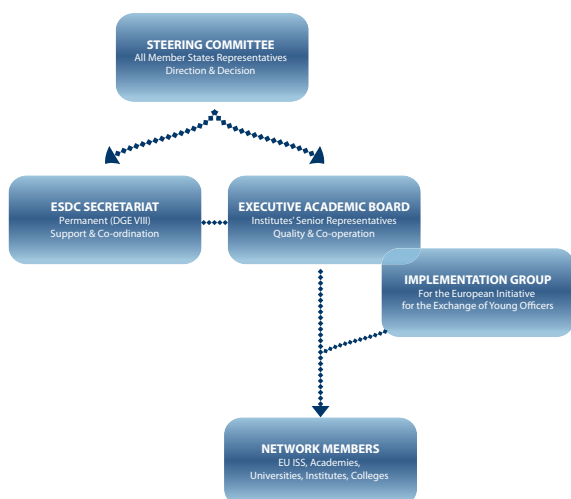 STEERING COMMITTEE
All Member States Representatives
Direction & Decision
ESDC SECRETARIAT
Permanent (DGE VIII)
Support & Co-ordination
EXECUTIVE ACADEMIC BOARD
Institutes' Senior Representatives
Quality & Co-operation
IMPLEMENTATION GROUP
For the European Initiative
for the Exchange of Young Officers
NETWORK MEMBERS
EU ISS, Academies,
Universities, Institutes, Colleges